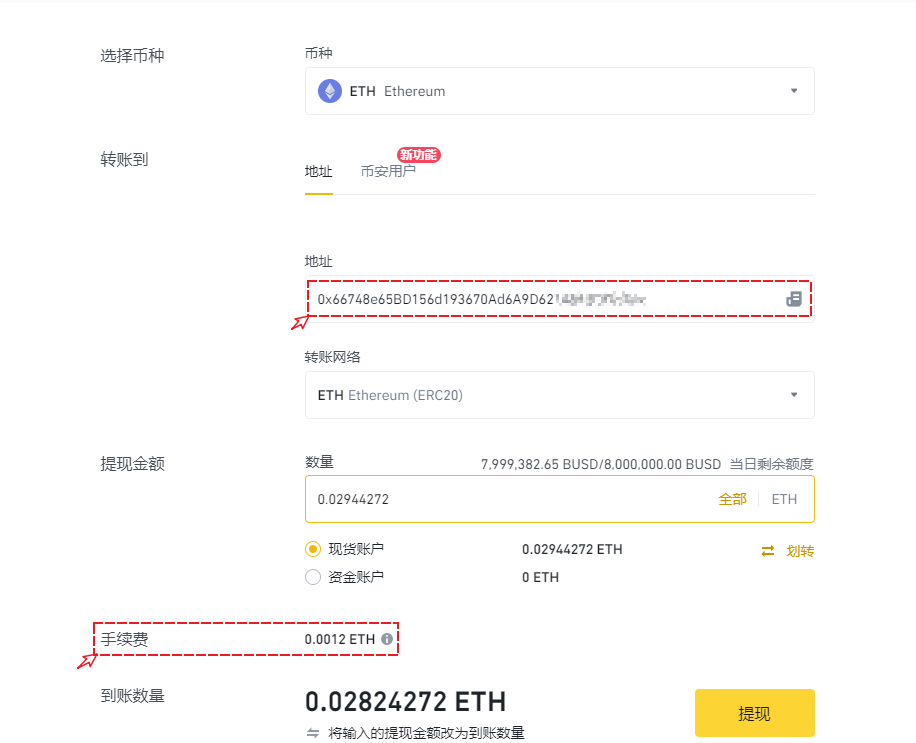 选择币种
币种
ETH Ethereum
转账到
新功能
地址 币安用户
地址
0x66748e65BD156d193670Ad6A9D62
转账网络
ETH Ethereum (ERC20)
提现金额
数量 7,999,382.65 BUSD/8,000,000.00 BUSD 当日剩余额度
0.02944272 全部 ETH
现货账户 0.02944272 ETH 划转
资金账户 0 ETH
手续费 0.0012 ETH
到账数量 0.02824272 ETH
提现
将输入的提现金额改为到账数量